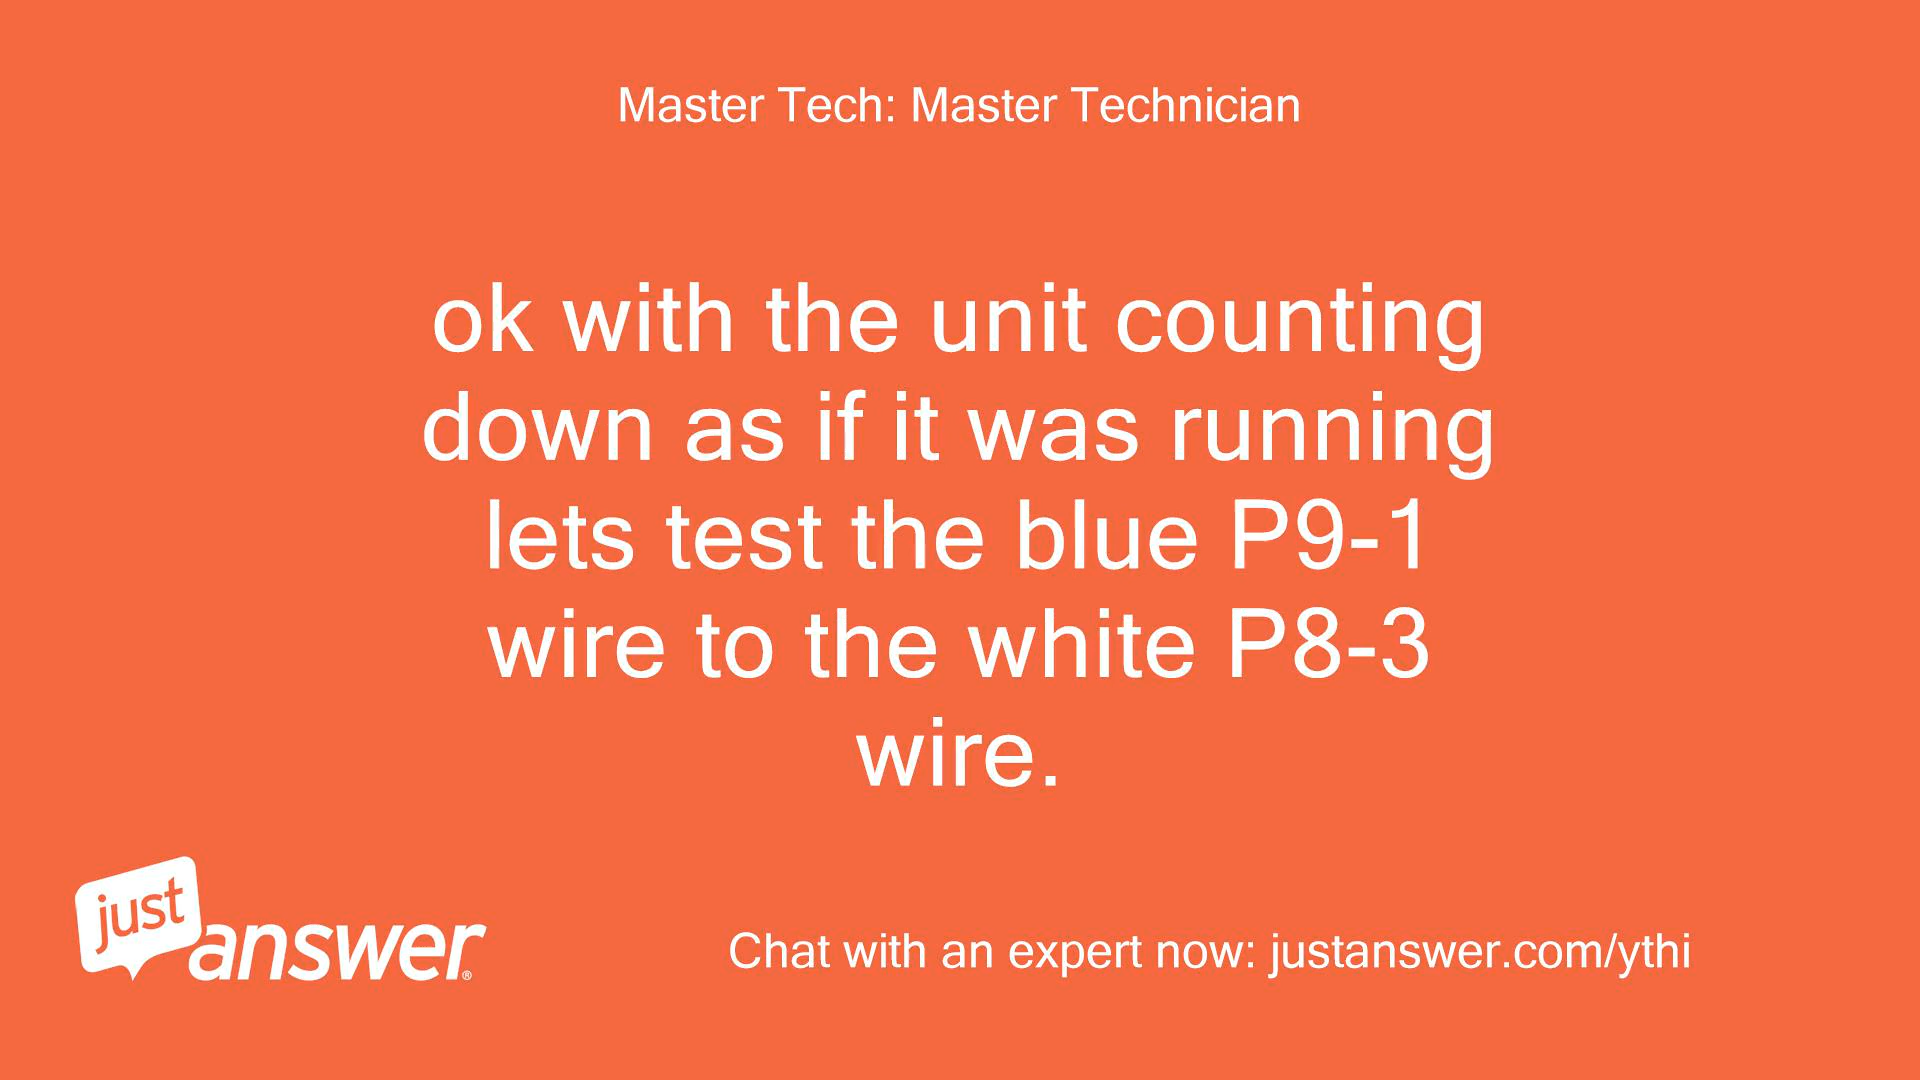 Master Tech: Master Technician
ok with the unit counting
down as if it was running
lets test the blue P9-1
wire to the white P8-3
wire.
just
answer®
Chat with an expert now: justanswer.com/ythi